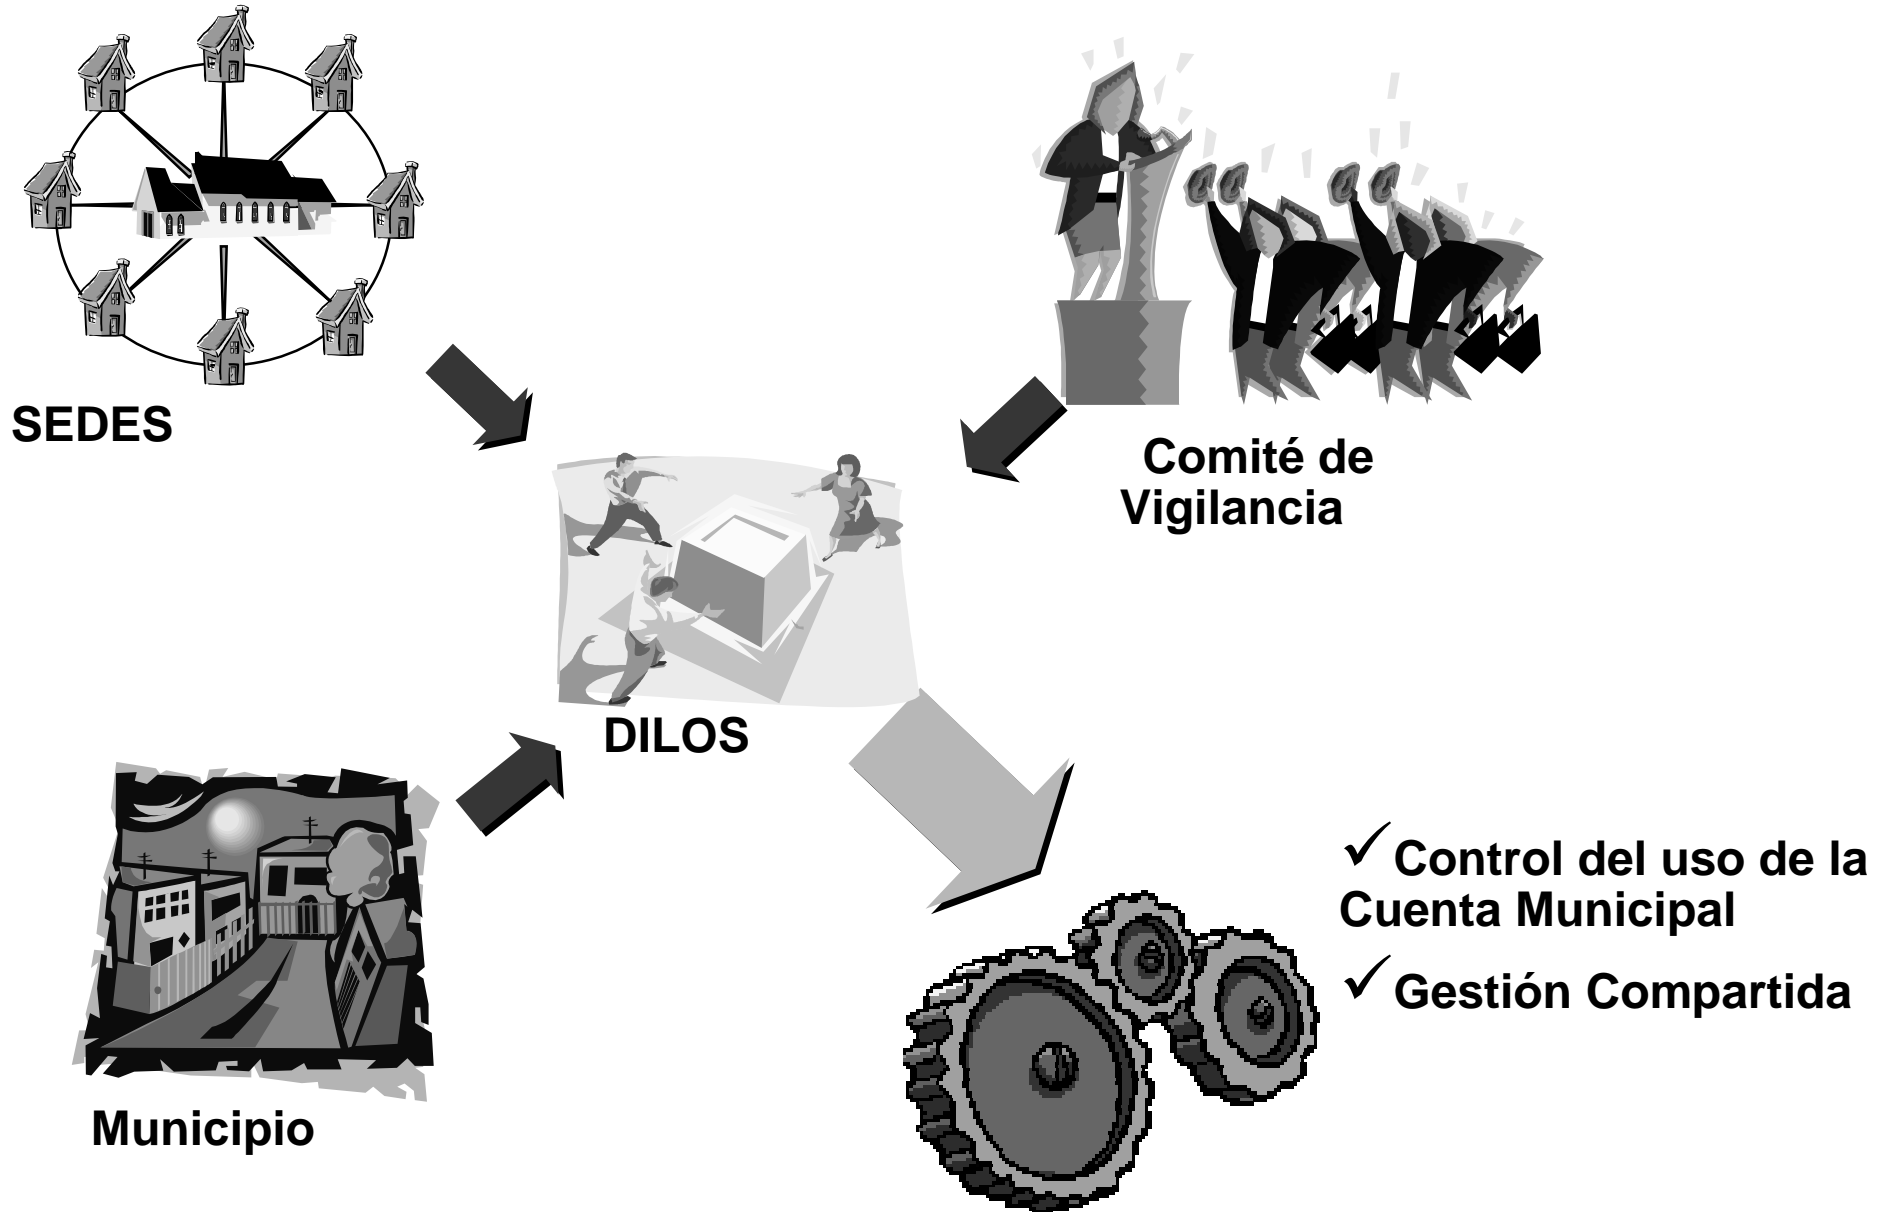 SEDES
Comité de
Vigilancia
DILOS
Municipio
✓Control del uso de la
Cuenta Municipal
✓Gestión Compartida